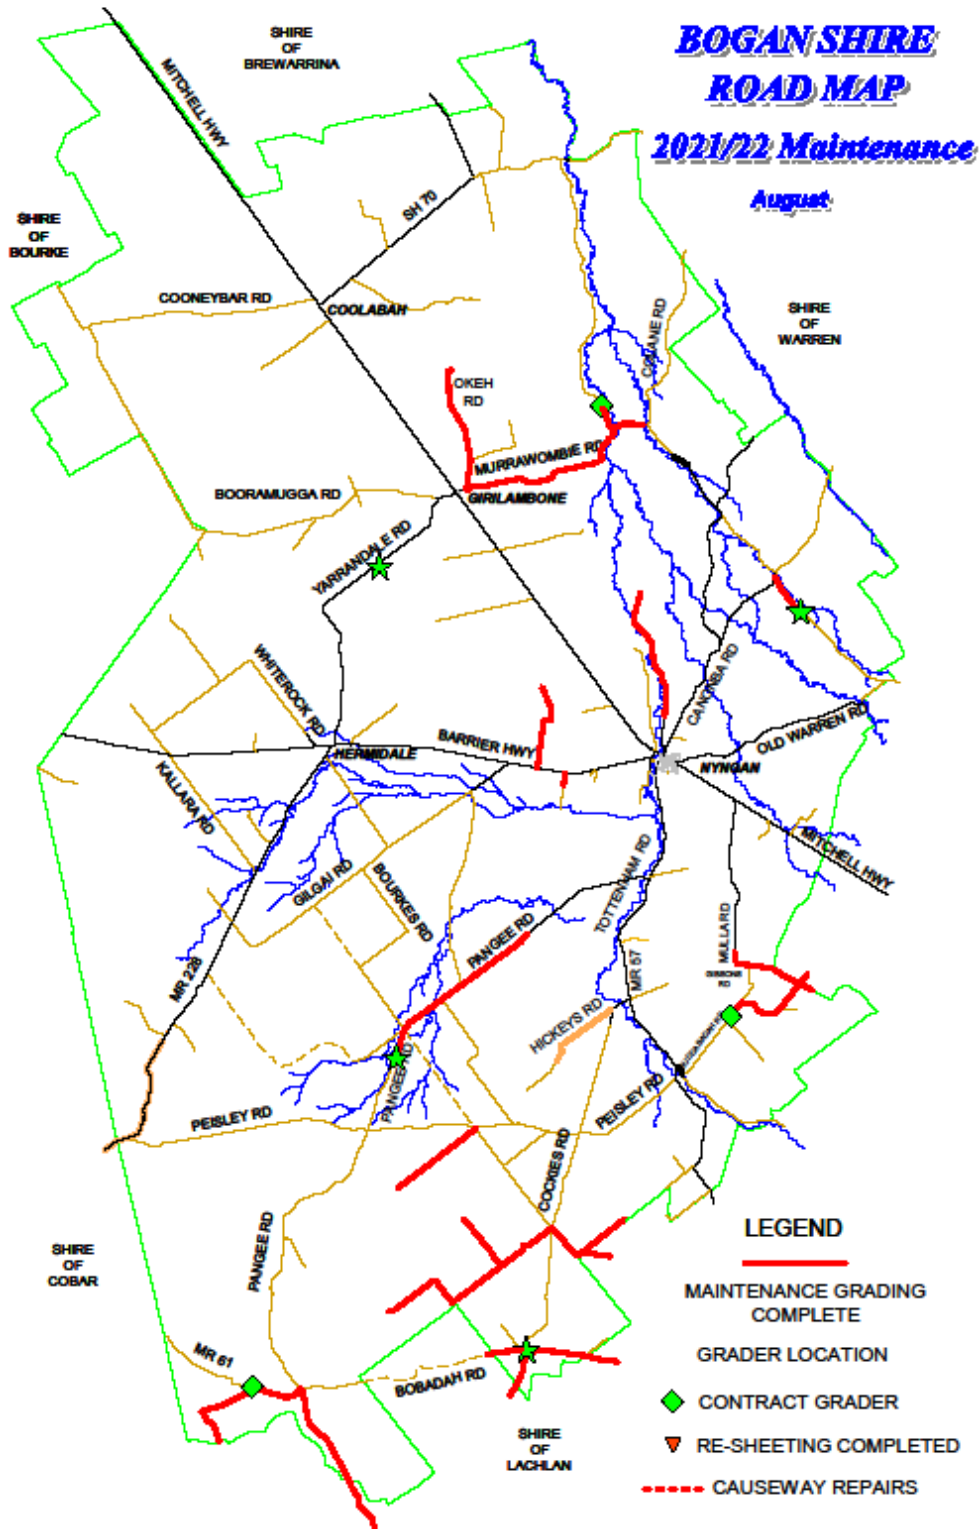 BOGAN SHIRE
ROAD MAP
2021/22 Maintenance
August
SHIRE
OF
BREWARRINA
MITCHELL HWY
SH 70
SHIRE
OF
BOURKE
COONEYBAR RD
COOLABAH
SHIRE
OF
WARREN
OKEH
RD
MURRAWOMBIE RD
BOORAMUGGA RD
GIRILAMBONE
YARRANDALE RD
WHITEROCK RD
CANONBA RD
OLD WARREN RD
BARRIER HWY
HERMIDALE
NYNGAN
KALLARA RD
MITCHELL HWY
GILGAI RD
BOURKES RD
TOTTENHAM RD
PANGEE RD
MULLA RD
MR 228
MR 57
GIBBONS
RD
HICKEYS RD
PANGEE RD
PEISLEY RD
PEISLEY RD
COCKIES RD
PANGEE RD
SHIRE
OF
COBAR
MR 61
BOBADAH RD
SHIRE
OF
LACHLAN
LEGEND
MAINTENANCE GRADING
COMPLETE
GRADER LOCATION
CONTRACT GRADER
RE-SHEETING COMPLETED
CAUSEWAY REPAIRS